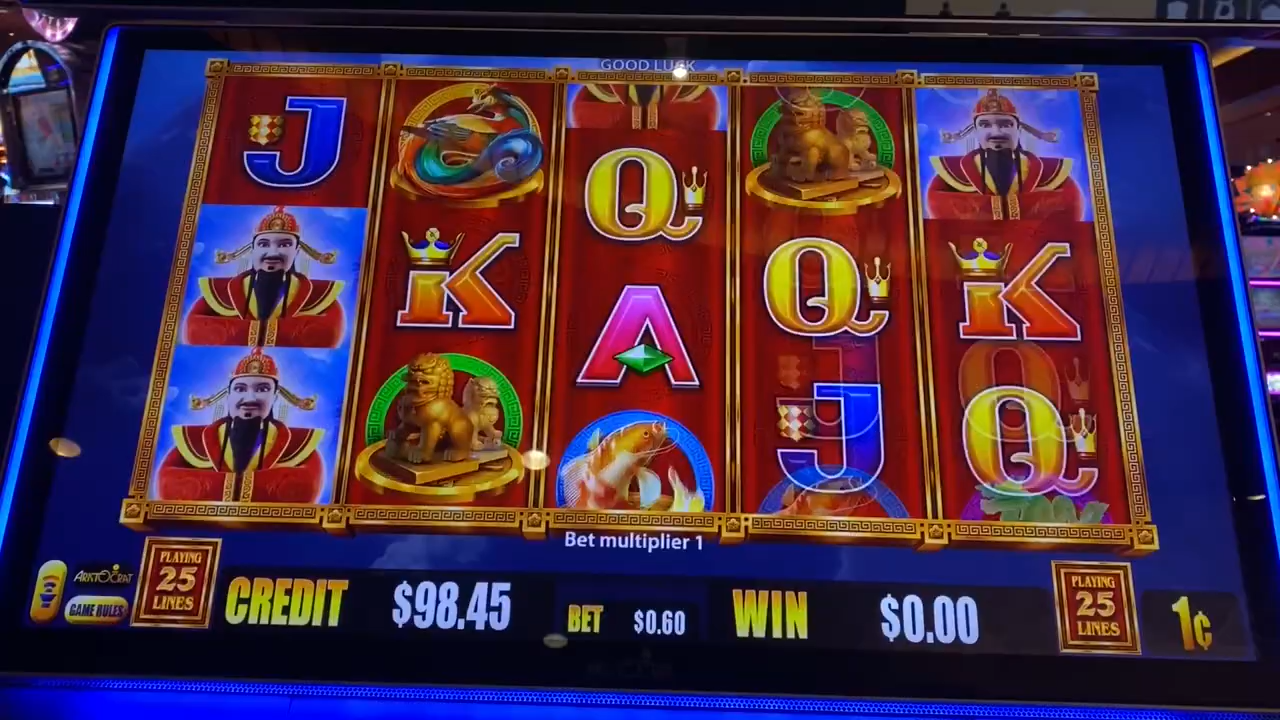 GOOD LUCK
J
Q
K
A
Q
K
J
Q
Bet multiplier 1
ARISTOCRAT
GAME RULES
PLAYING
25
LINES
CREDIT
$98.45
BET
$0.60
WIN
$0.00
PLAYING
25
LINES
1¢